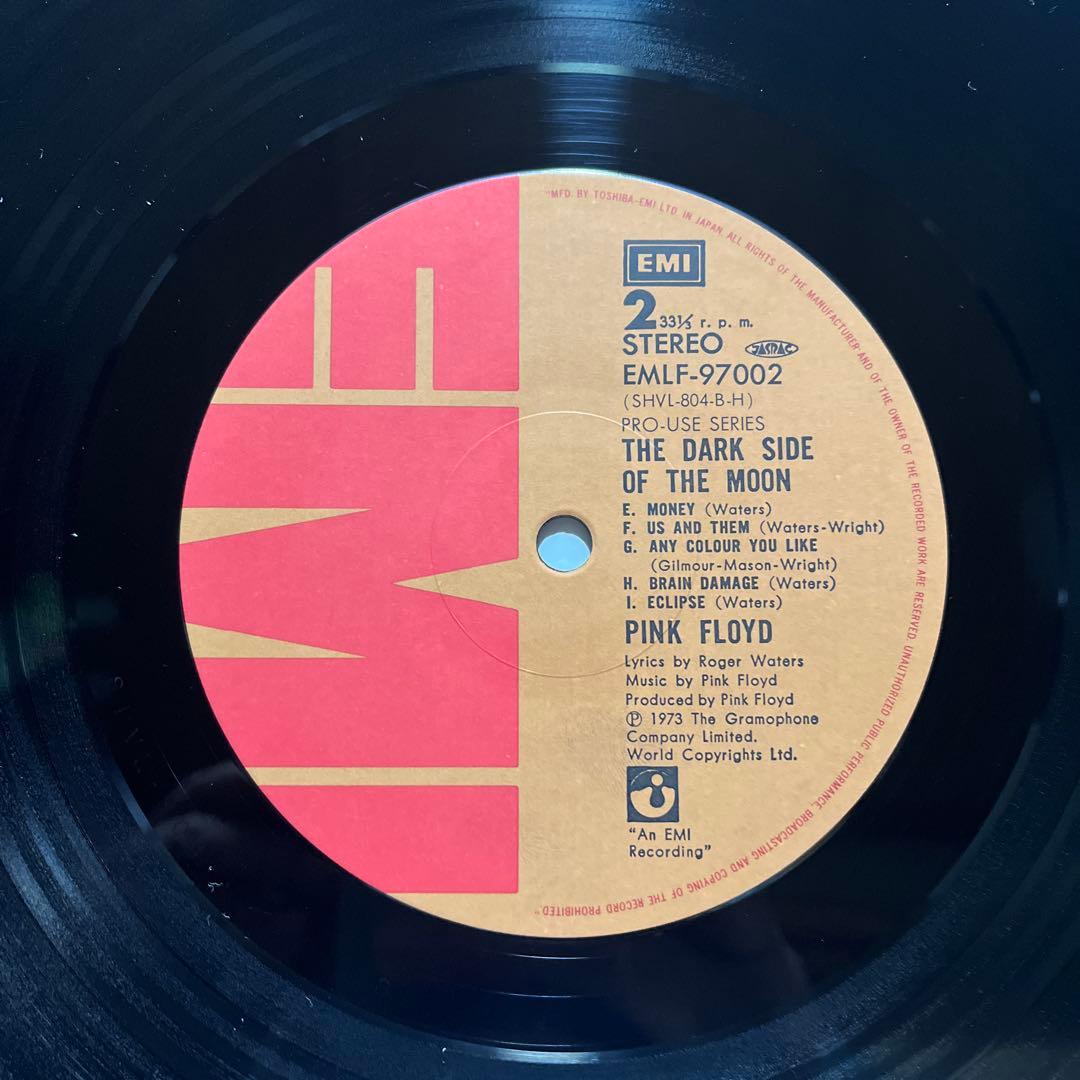 EMI
2 33⅓ r. p. m.
STEREO JASRAC
EMLF-97002
(SHVL-804-B-H)
PRO-USE SERIES
THE DARK SIDE
OF THE MOON
E. MONEY (Waters)
F. US AND THEM (Waters-Wright)
G. ANY COLOUR YOU LIKE
(Gilmour-Mason-Wright)
H. BRAIN DAMAGE (Waters)
I. ECLIPSE (Waters)
PINK FLOYD
Lyrics by Roger Waters
Music by Pink Floyd
Produced by Pink Floyd
Ⓟ 1973 The Gramophone
Company Limited.
World Copyrights Ltd.
"An EMI
Recording"
"MFD. BY TOSHIBA-EMI LTD. IN JAPAN. ALL RIGHTS OF THE MANUFACTURER AND OF THE OWNER OF THE RECORDED WORK ARE RESERVED. UNAUTHORIZED PUBLIC PERFORMANCE, BROADCASTING AND COPYING OF THE RECORD PROHIBITED"
EMI